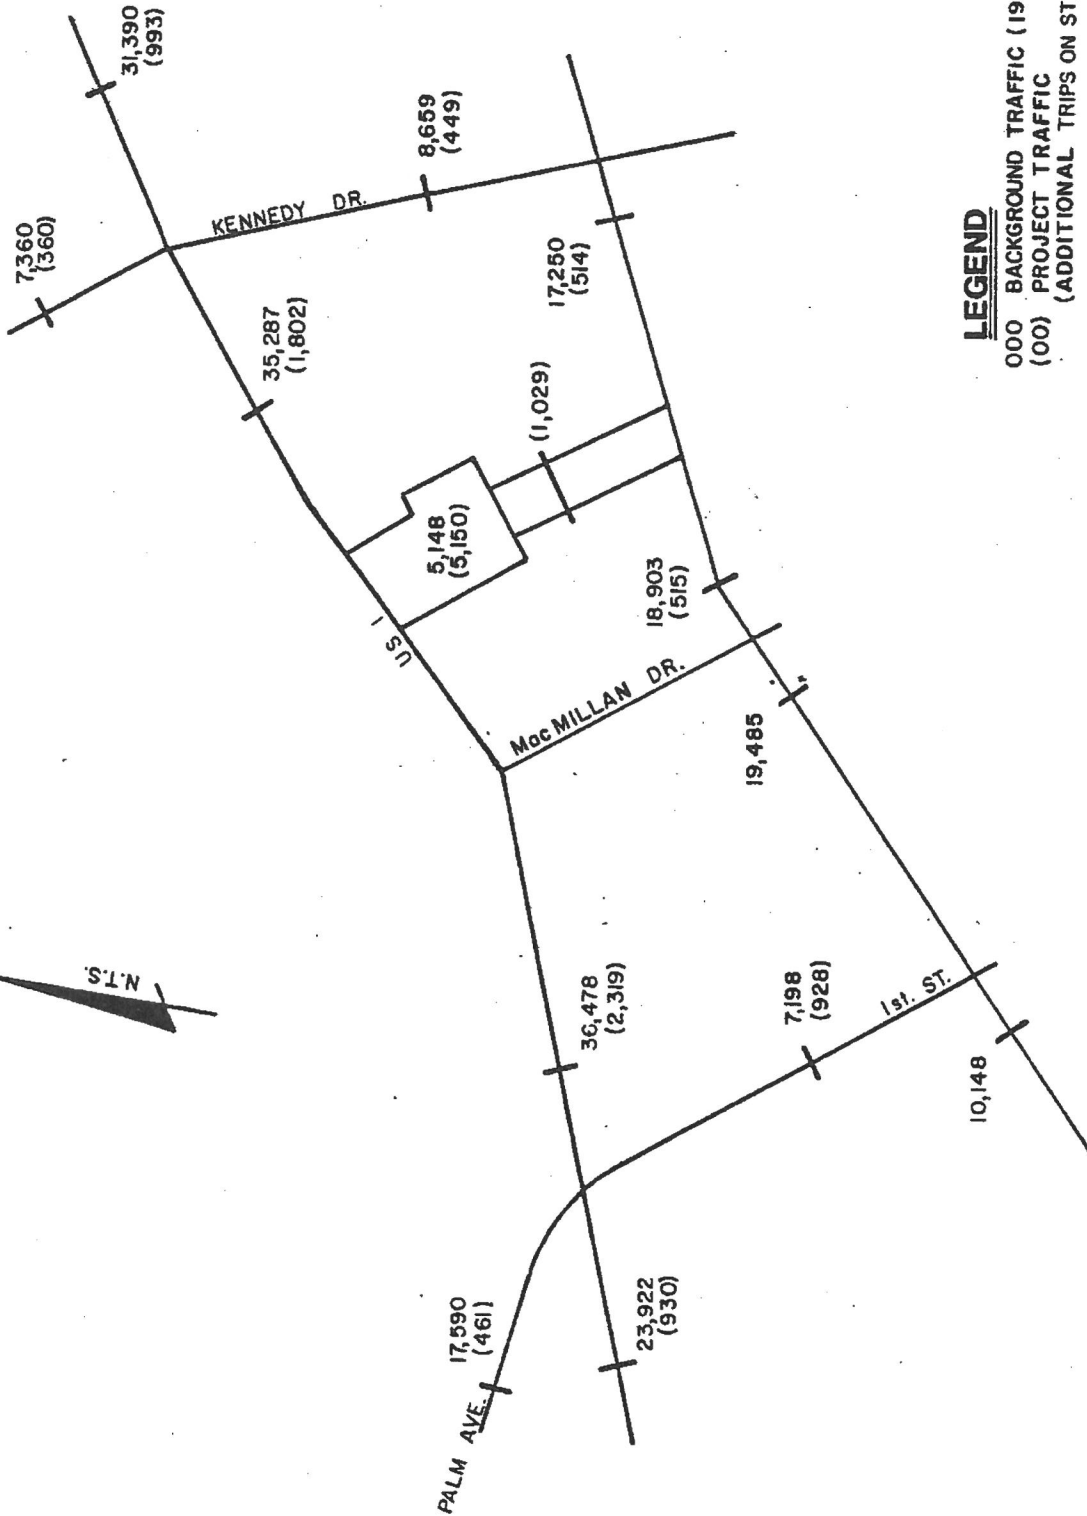 31,390
(993)
7,360
(360)
KENNEDY DR.
8,659
(449)
35,287
(1,802)
17,250
(514)
(1,029)
5,148
(5,150)
US 1
18,903
(515)
MacMILLAN DR.
19,485
N.T.S.
36,478
(2,319)
7,198
(928)
1st. ST.
10,148
17,590
(461)
PALM AVE.
23,922
(930)
LEGEND
000 BACKGROUND TRAFFIC (19
(00) PROJECT TRAFFIC
(ADDITIONAL TRIPS ON ST